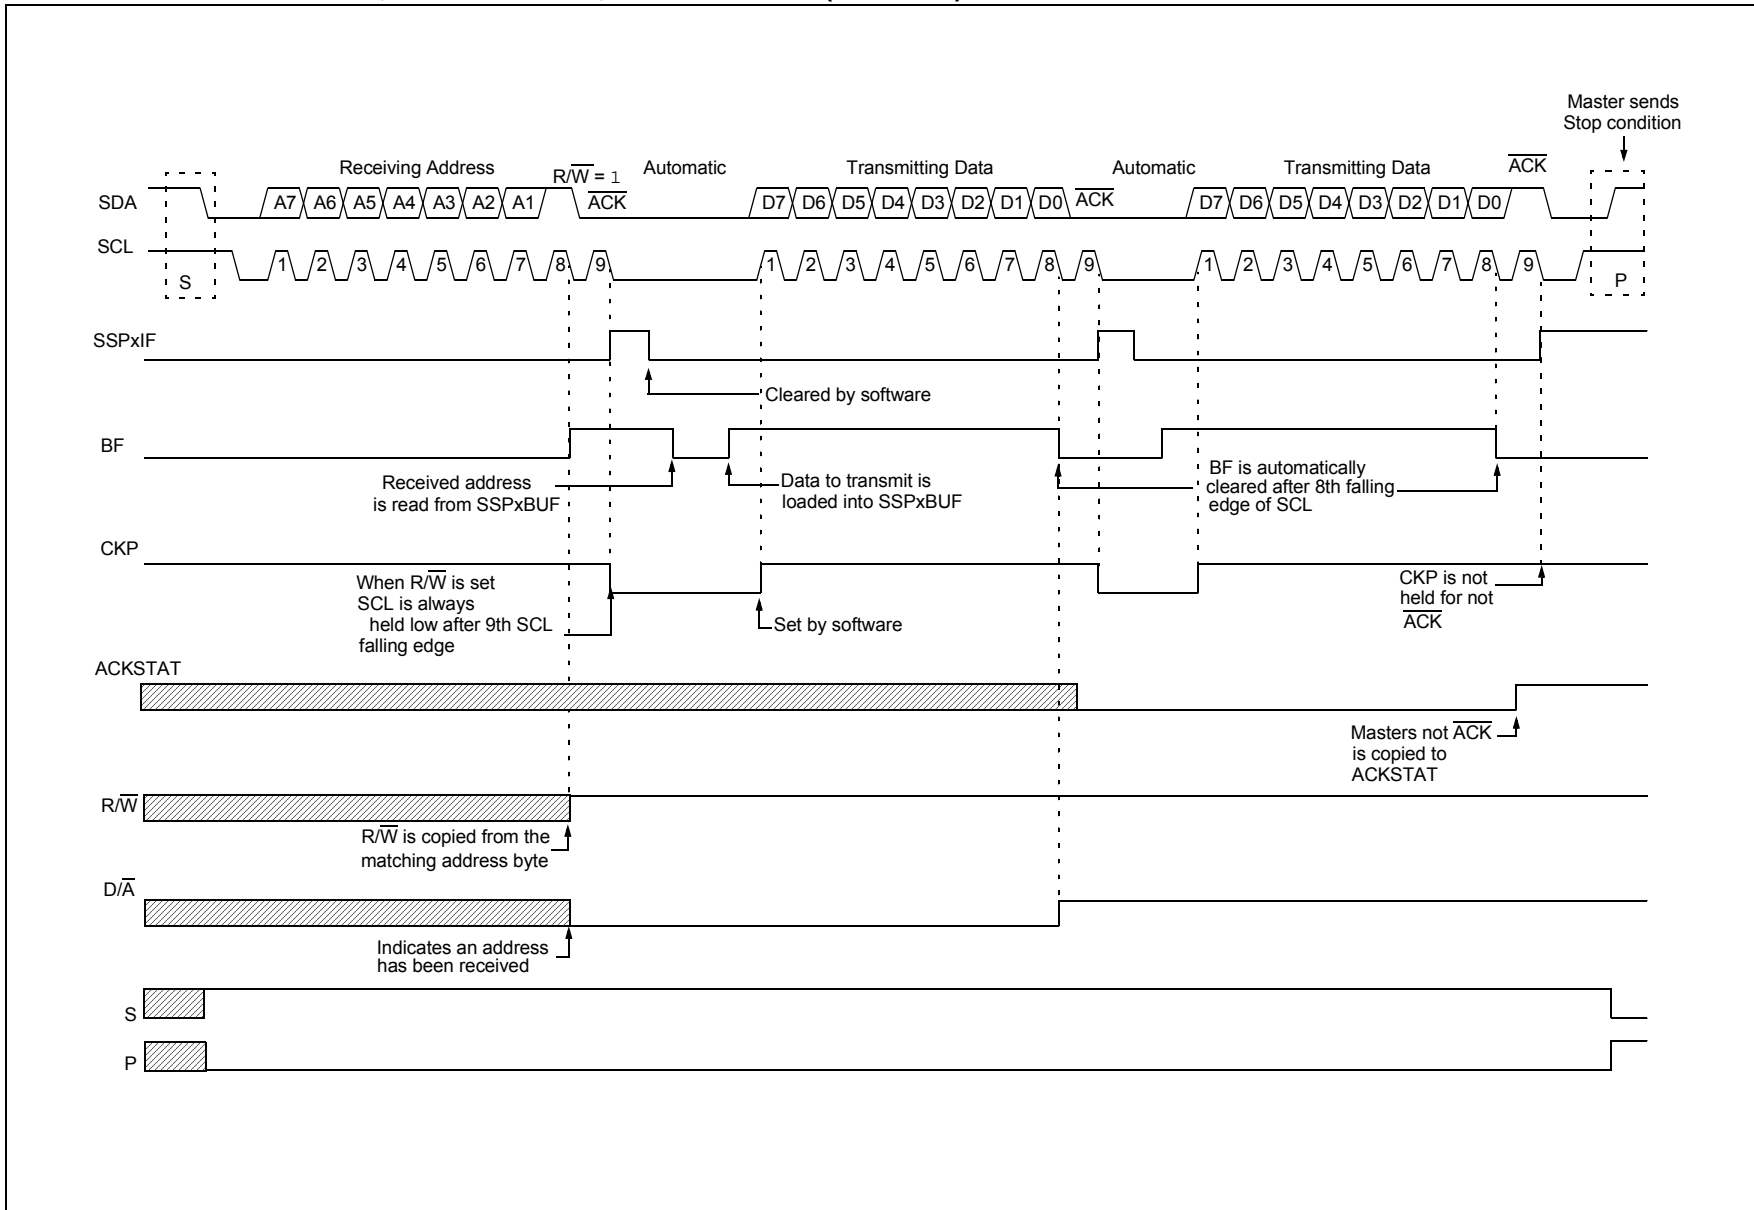 Master sends
Stop condition
Receiving Address
R/W̅ = 1
Automatic
Transmitting Data
Automatic
Transmitting Data
A̅C̅K̅
SDA
A7 A6 A5 A4 A3 A2 A1
A̅C̅K̅
D7 D6 D5 D4 D3 D2 D1 D0
A̅C̅K̅
D7 D6 D5 D4 D3 D2 D1 D0
SCL
S
1 2 3 4 5 6 7 8 9
1 2 3 4 5 6 7 8 9
1 2 3 4 5 6 7 8 9
P
SSPxIF
Cleared by software
BF
Received address
is read from SSPxBUF
Data to transmit is
loaded into SSPxBUF
BF is automatically
cleared after 8th falling
edge of SCL
CKP
When R/W̅ is set
SCL is always
held low after 9th SCL
falling edge
Set by software
CKP is not
held for not
A̅C̅K̅
ACKSTAT
Masters not A̅C̅K̅
is copied to
ACKSTAT
R/W̅
R/W̅ is copied from the
matching address byte
D/A̅
Indicates an address
has been received
S
P